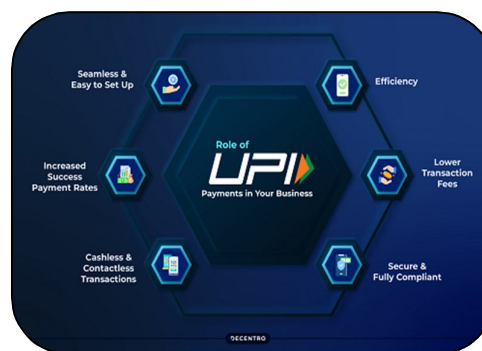 Seamless &
Easy to Set Up
Efficiency
Role of
UPI
Payments in Your Business
Increased
Success
Payment Rates
Lower
Transaction
Fees
Cashless &
Contactless
Transactions
Secure &
Fully Compliant
DECENTRO